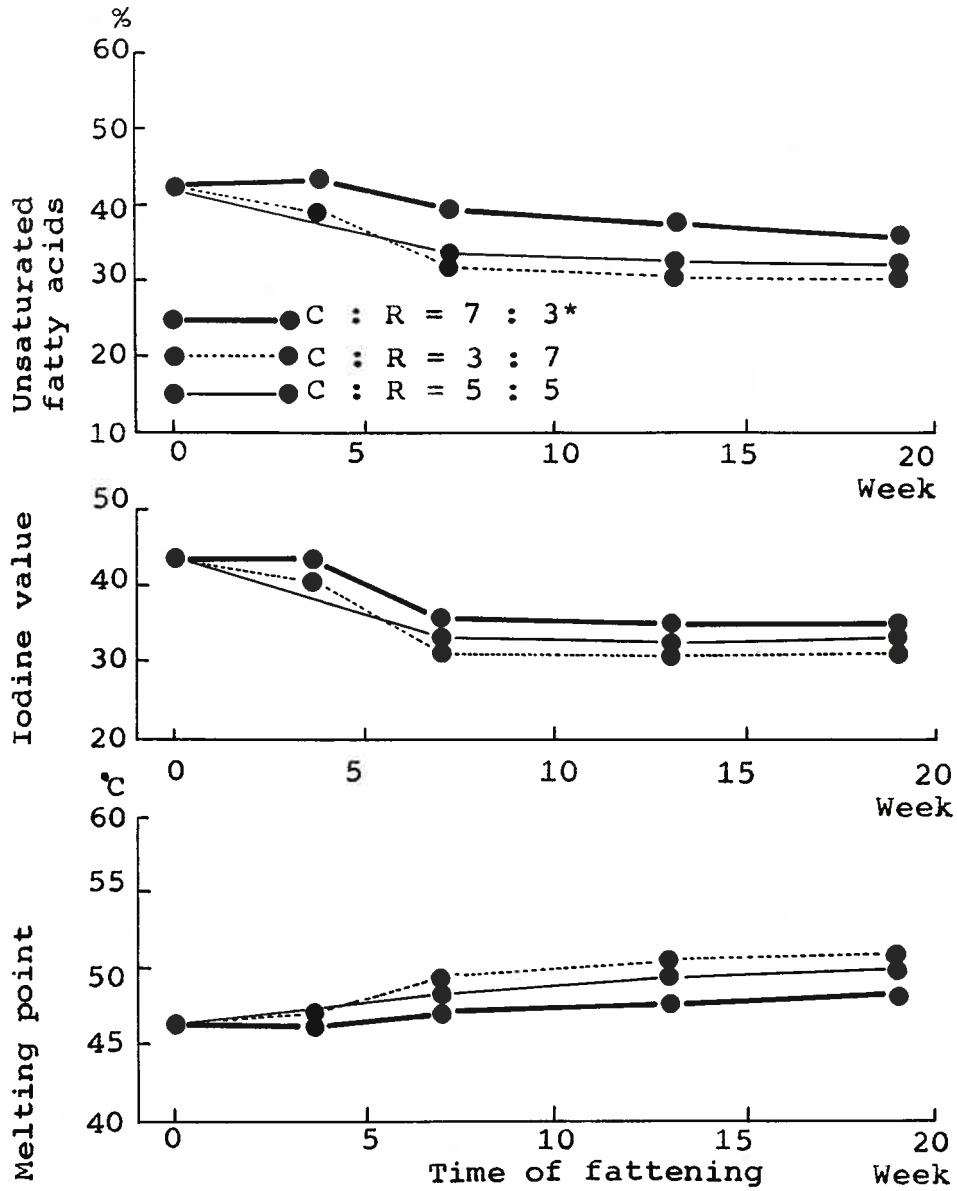 %
60
50
40
30
20
10
Unsaturated
fatty acids
C : R = 7 : 3*
C : R = 3 : 7
C : R = 5 : 5
0 5 10 15 20
Week
50
40
30
20
Iodine value
0 5 10 15 20
Week
°C
60
55
50
45
40
Melting point
0 5 10 15 20
Time of fattening Week